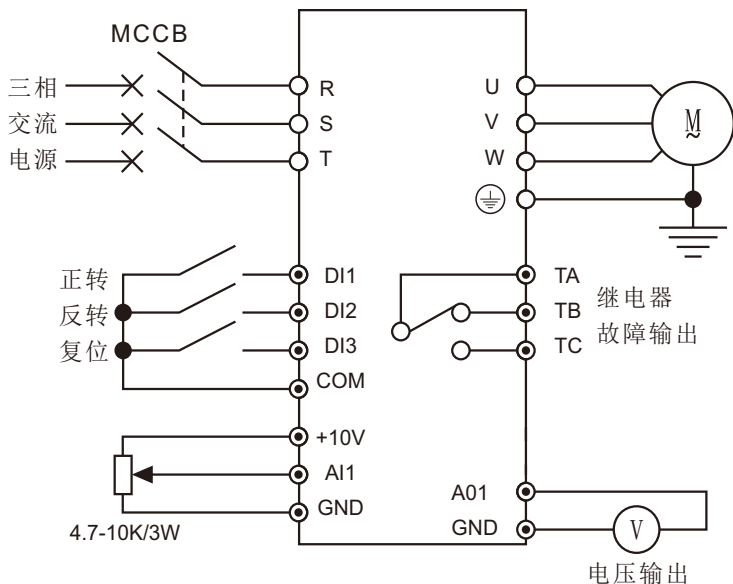 MCCB
三相
交流
电源
R
S
T
U
V
W
M
~
正转
反转
复位
DI1
DI2
DI3
COM
TA
TB
TC
继电器
故障输出
+10V
AI1
GND
4.7-10K/3W
A01
GND
V
电压输出